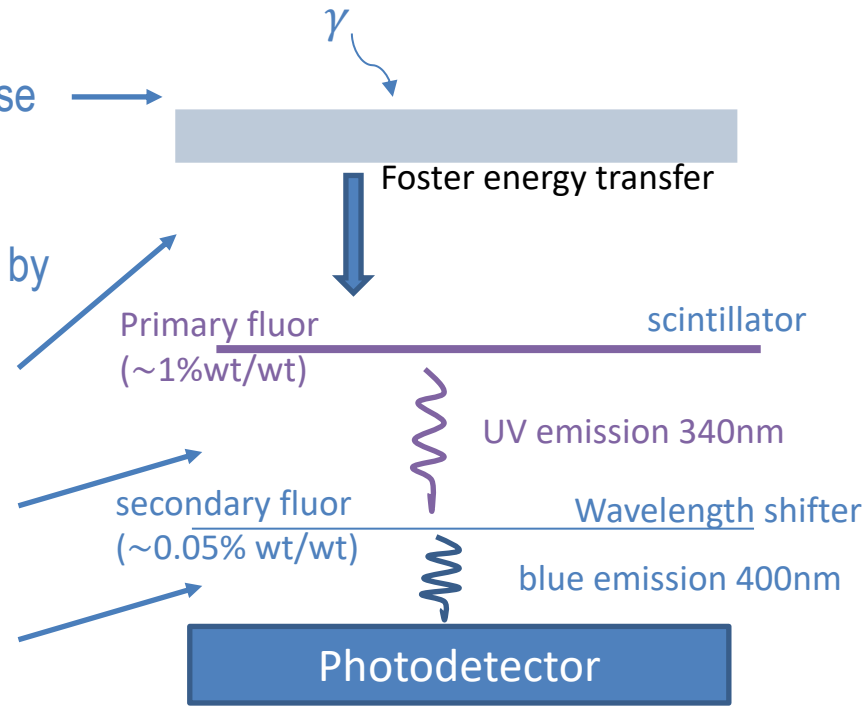 γ
se
Foster energy transfer
by
Primary fluor
(~1%wt/wt)
scintillator
UV emission 340nm
secondary fluor
(~0.05% wt/wt)
Wavelength shifter
blue emission 400nm
Photodetector